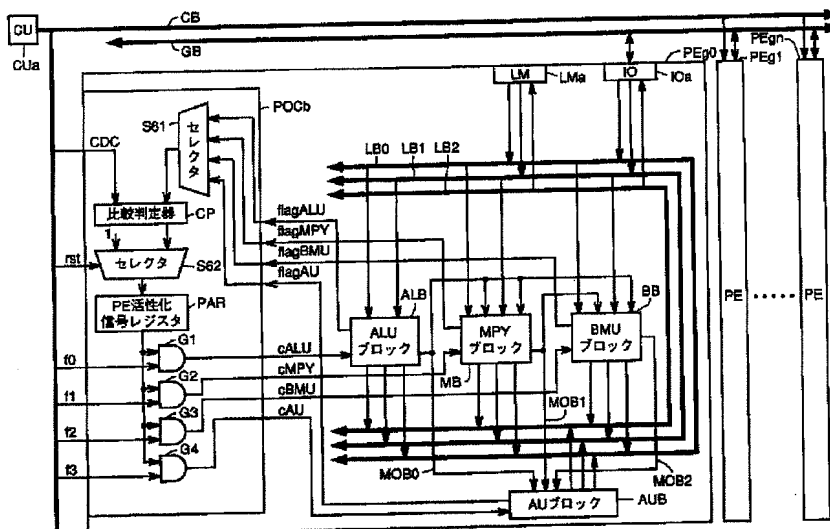 CU
CUa
CB
GB
PEg0
PEgn
PEg1
LM
LMa
IO
IOa
POCb
S61
セレクタ
CDC
LB0
LB1
LB2
比較判定器
CP
1
flagALU
flagMPY
flagBMU
flagAU
rst
セレクタ
S62
PE活性化
信号レジスタ
PAR
ALB
BB
ALU
ブロック
MPY
ブロック
BMU
ブロック
PE
PE
G1
cALU
f0
G2
cMPY
MB
f1
G3
cBMU
MOB1
f2
G4
cAU
f3
MOB0
MOB2
AUブロック
AUB